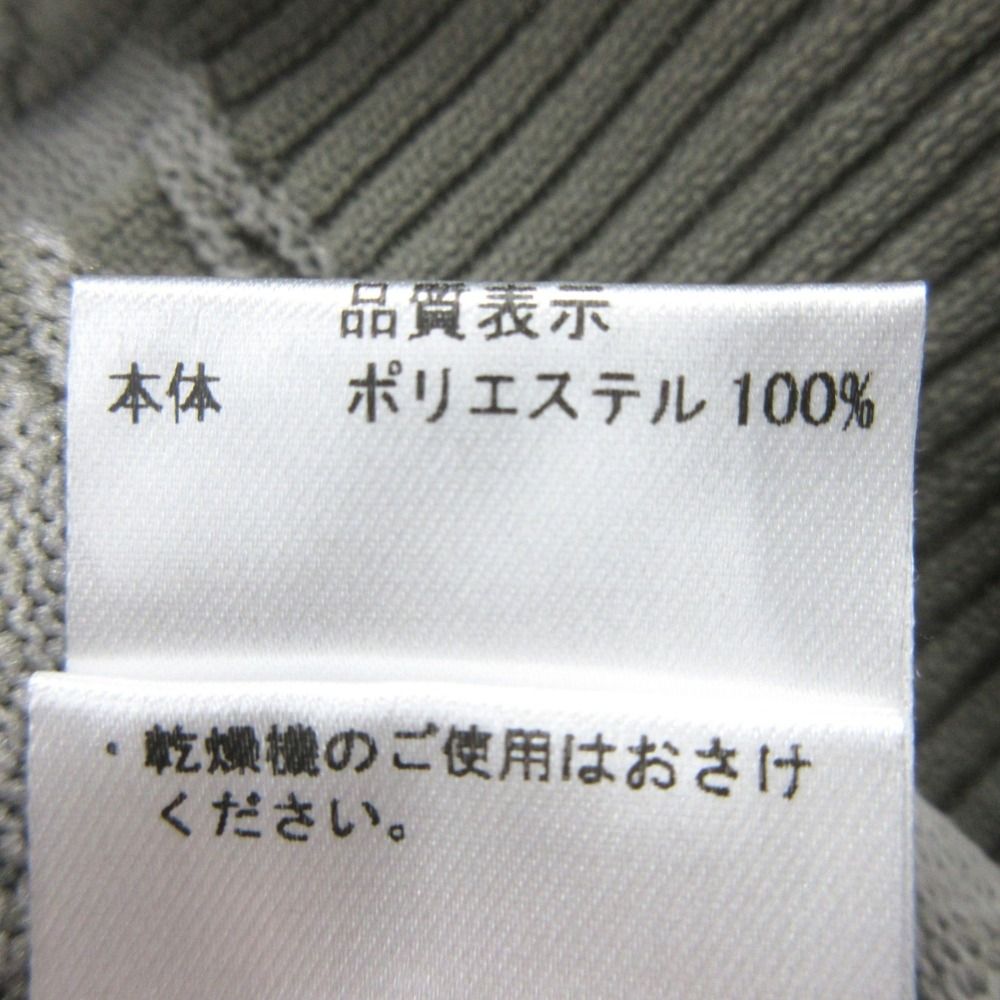 品質表示
本体 ポリエステル 100%
・乾燥機のご使用はおさけ
ください。